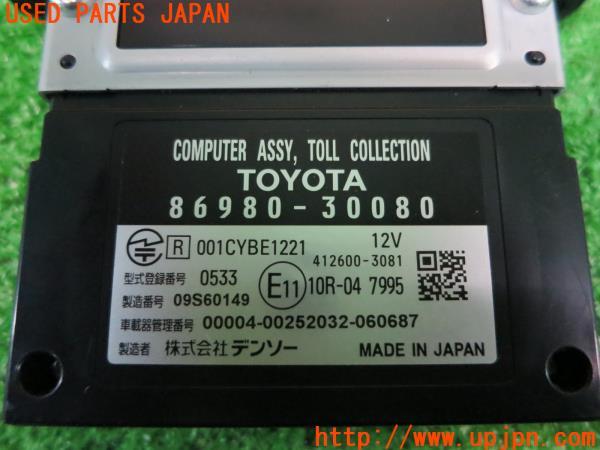 USED PARTS JAPAN
COMPUTER ASSY, TOLL COLLECTION
TOYOTA
86980-30080
R 001CYBE1221 12V
412600-3081
型式登録番号 0533 E11 10R-04 7995
製造番号 09S60149
車載器管理番号 00004-00252032-060687
製造者 株式会社デンソー MADE IN JAPAN
UPJ www.upjpn.com